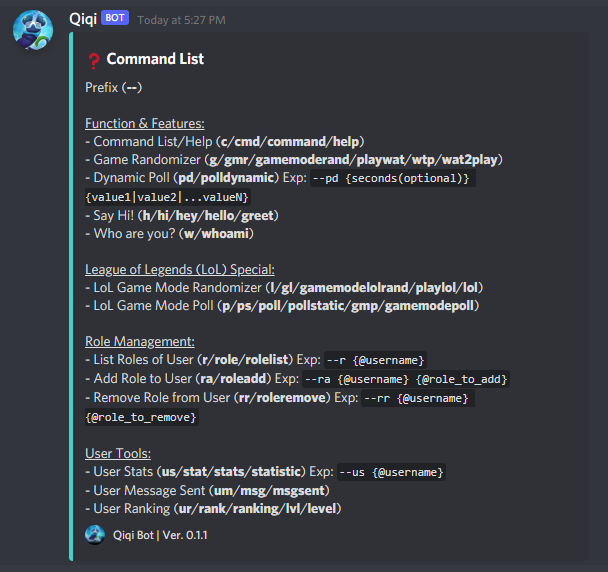 Qiqi BOT Today at 5:27 PM
❓ Command List
Prefix (--)
Function & Features:
- Command List/Help (c/cmd/command/help)
- Game Randomizer (g/gmr/gamemoderand/playwat/wtp/wat2play)
- Dynamic Poll (pd/polldynamic) Exp: --pd {seconds(optional)}
{value1|value2|...valueN}
- Say Hi! (h/hi/hey/hello/greet)
- Who are you? (w/whoami)
League of Legends (LoL) Special:
- LoL Game Mode Randomizer (l/gl/gamemodelolrand/playlol/lol)
- LoL Game Mode Poll (p/ps/poll/pollstatic/gmp/gamemodepoll)
Role Management:
- List Roles of User (r/role/rolelist) Exp: --r {@username}
- Add Role to User (ra/roleadd) Exp: --ra {@username} {@role_to_add}
- Remove Role from User (rr/roleremove) Exp: --rr {@username}
{@role_to_remove}
User Tools:
- User Stats (us/stat/stats/statistic) Exp: --us {@username}
- User Message Sent (um/msg/msgsent)
- User Ranking (ur/rank/ranking/lvl/level)
Qiqi Bot | Ver. 0.1.1